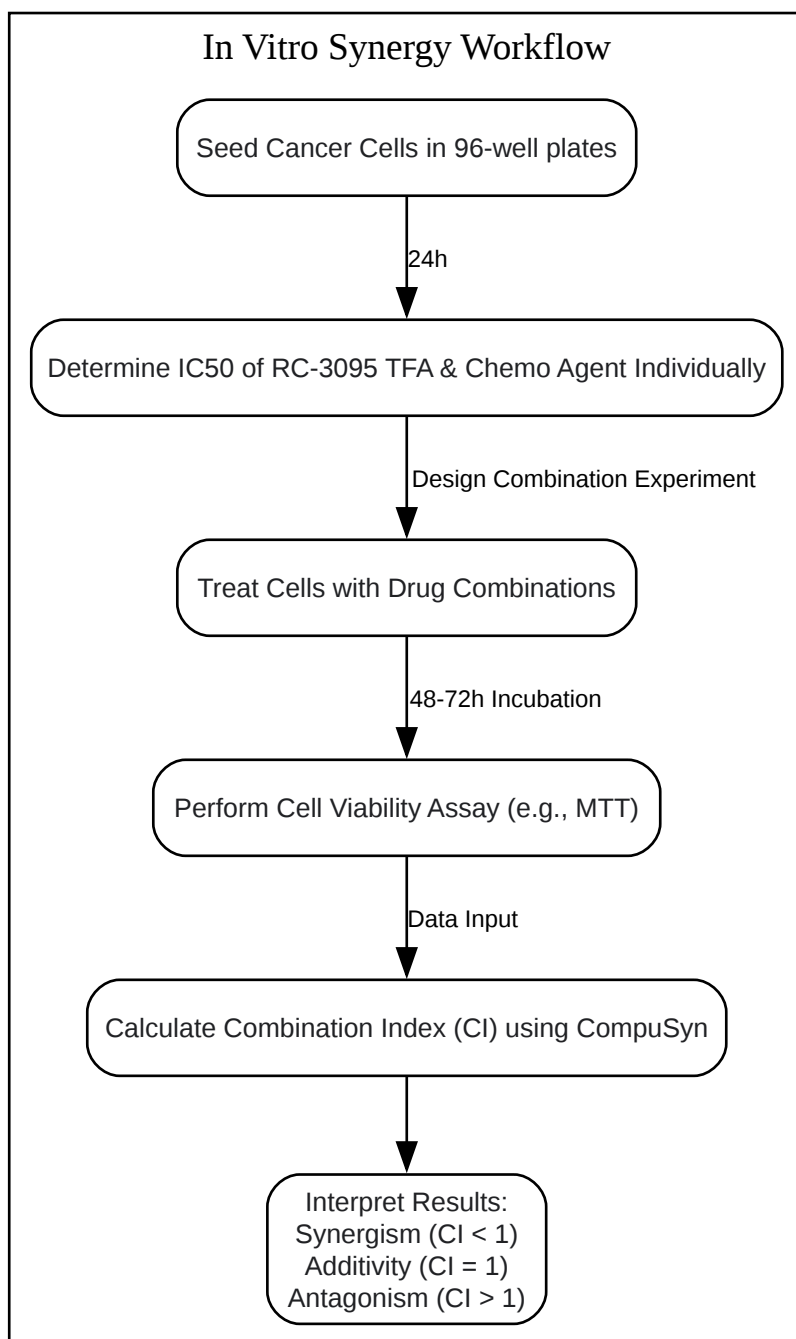 In Vitro Synergy Workflow
Seed Cancer Cells in 96-well plates
24h
Determine IC50 of RC-3095 TFA & Chemo Agent Individually
Design Combination Experiment
Treat Cells with Drug Combinations
48-72h Incubation
Perform Cell Viability Assay (e.g., MTT)
Data Input
Calculate Combination Index (CI) using CompuSyn
Interpret Results:
Synergism (CI < 1)
Additivity (CI = 1)
Antagonism (CI > 1)